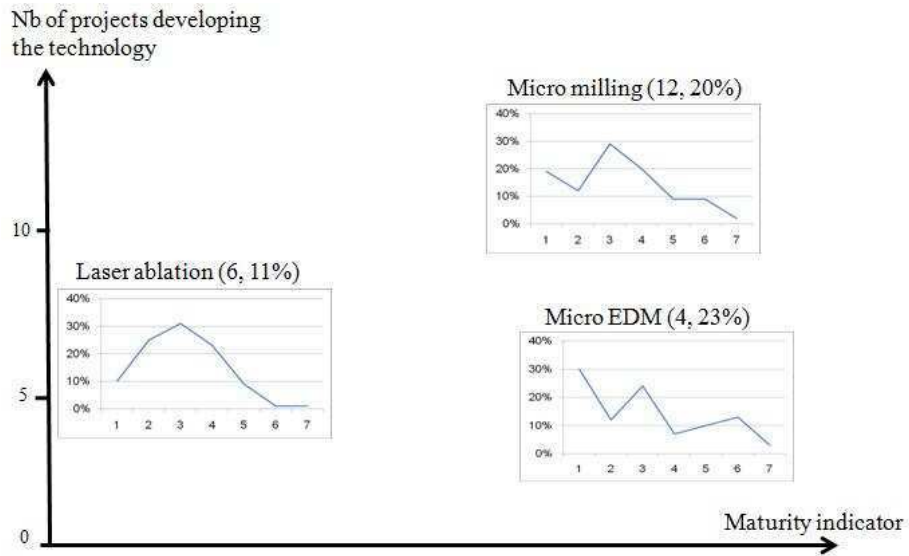 Nb of projects developing
the technology
Micro milling (12, 20%)
40%
30%
20%
10%
0%
1 2 3 4 5 6 7
10
Laser ablation (6, 11%)
40%
30%
20%
10%
0%
1 2 3 4 5 6 7
Micro EDM (4, 23%)
40%
30%
20%
10%
0%
1 2 3 4 5 6 7
5
0
Maturity indicator